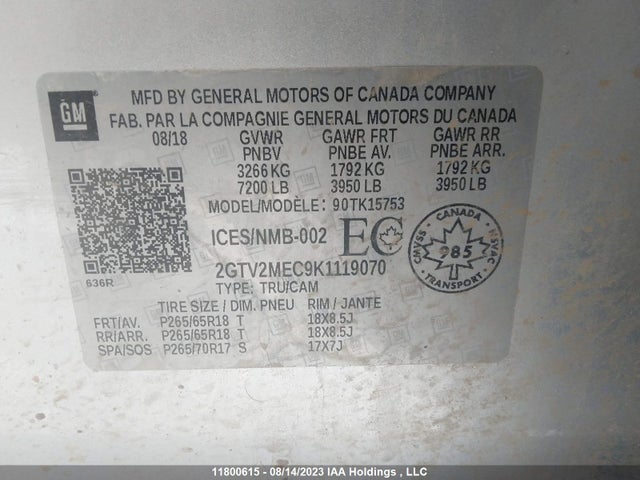 GM
MFD BY GENERAL MOTORS OF CANADA COMPANY
FAB. PAR LA COMPAGNIE GENERAL MOTORS DU CANADA
08/18 GVWR GAWR FRT GAWR RR
PNBV PNBE AV. PNBE ARR.
3266 KG 1792 KG 1792 KG
7200 LB 3950 LB 3950 LB
MODEL/MODÈLE: 90TK15753
ICES/NMB-002 EC
CANADA
CMVSS 985 NSVAC
2GTV2MEC9K1119070
636R
TYPE: TRU/CAM
TIRE SIZE / DIM. PNEU RIM / JANTE
FRT/AV. P265/65R18 T 18X8.5J
RR/ARR. P265/65R18 T 18X8.5J
SPA/SOS P265/70R17 S 17X7J
11800615 - 08/14/2023 IAA Holdings , LLC